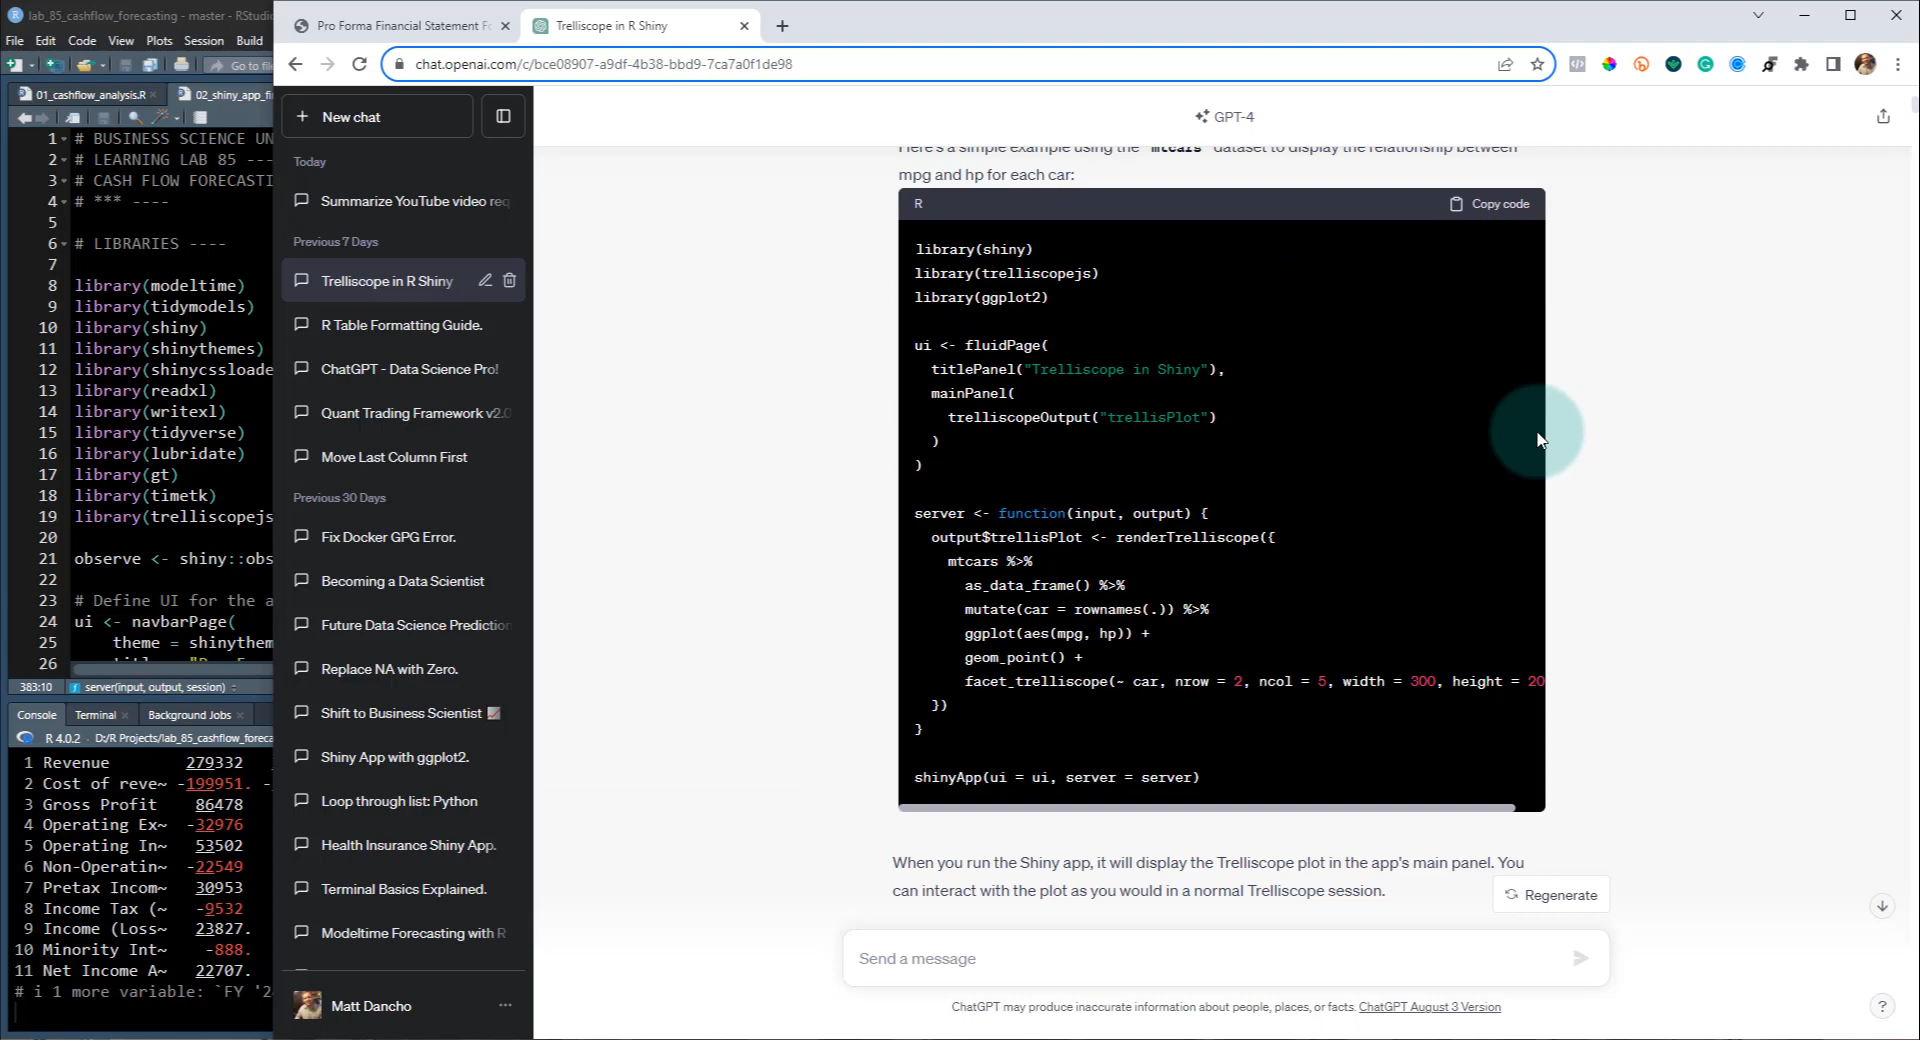 lab_85_cashflow_forecasting - master - RStudio
File Edit Code View Plots Session Build
Go to fil
01_cashflow_analysis.R
02_shiny_app_fi
1 # BUSINESS SCIENCE UN
2 # LEARNING LAB 85 ---
3 # CASH FLOW FORECASTI
4 # *** ----
5
6 # LIBRARIES ----
7
8 library(modeltime)
9 library(tidymodels)
10 library(shiny)
11 library(shinythemes)
12 library(shinycssloade
13 library(readxl)
14 library(writexl)
15 library(tidyverse)
16 library(lubridate)
17 library(gt)
18 library(timetk)
19 library(trelliscopejs
20
21 observe <- shiny::obs
22
23 # Define UI for the a
24 ui <- navbarPage(
25 theme = shinythem
26
383:10 server(input, output, session)
Console Terminal Background Jobs
R 4.0.2 · D:/R Projects/lab_85_cashflow_foreca
1 Revenue 279332
2 Cost of reve~ -199951. -
3 Gross Profit 86478
4 Operating Ex~ -32976
5 Operating In~ 53502
6 Non-Operatin~ -22549
7 Pretax Incom~ 30953
8 Income Tax (~ -9532
9 Income (Loss~ 23827.
10 Minority Int~ -888.
11 Net Income A~ 22707.
# i 1 more variable: `FY '2
Pro Forma Financial Statement Fo
Trelliscope in R Shiny
chat.openai.com/c/bce08907-a9df-4b38-bbd9-7ca7a0f1de98
+ New chat
Today
Summarize YouTube video req
Previous 7 Days
Trelliscope in R Shiny
R Table Formatting Guide.
ChatGPT - Data Science Pro!
Quant Trading Framework v2.0
Move Last Column First
Previous 30 Days
Fix Docker GPG Error.
Becoming a Data Scientist
Future Data Science Prediction
Replace NA with Zero.
Shift to Business Scientist
Shiny App with ggplot2.
Loop through list: Python
Health Insurance Shiny App.
Terminal Basics Explained.
Modeltime Forecasting with R
Matt Dancho
GPT-4
Here's a simple example using the `mtcars` dataset to display the relationship between
mpg and hp for each car:
R
Copy code
library(shiny)
library(trelliscopejs)
library(ggplot2)
ui <- fluidPage(
titlePanel("Trelliscope in Shiny"),
mainPanel(
trelliscopeOutput("trellisPlot")
)
)
server <- function(input, output) {
output$trellisPlot <- renderTrelliscope({
mtcars %>%
as_data_frame() %>%
mutate(car = rownames(.)) %>%
ggplot(aes(mpg, hp)) +
geom_point() +
facet_trelliscope(~ car, nrow = 2, ncol = 5, width = 300, height = 20
})
}
shinyApp(ui = ui, server = server)
When you run the Shiny app, it will display the Trelliscope plot in the app's main panel. You
can interact with the plot as you would in a normal Trelliscope session.
Regenerate
Send a message
ChatGPT may produce inaccurate information about people, places, or facts. ChatGPT August 3 Version
?